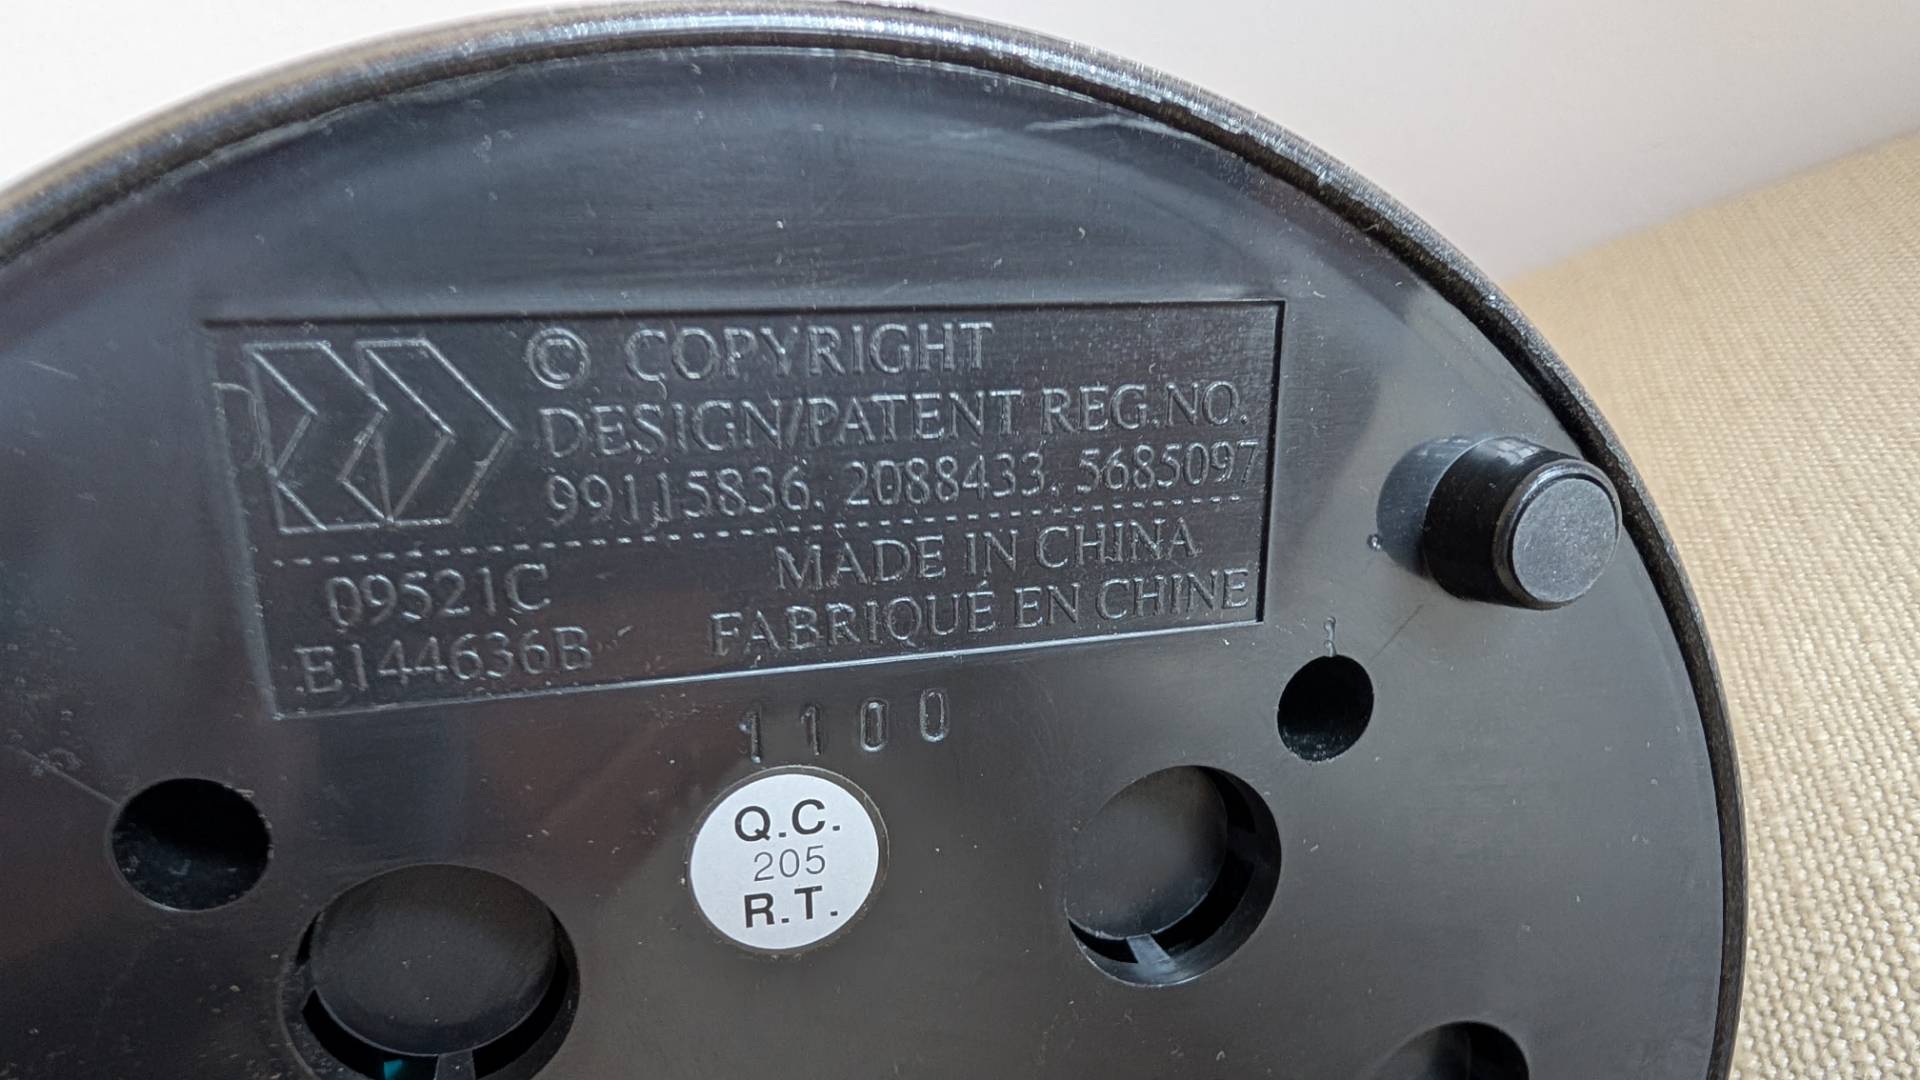 © COPYRIGHT
DESIGN/PATENT REG.NO.
99115836. 2088433. 5685097
09521C
E144636B
MADE IN CHINA
FABRIQUÉ EN CHINE
1100
Q.C.
205
R.T.